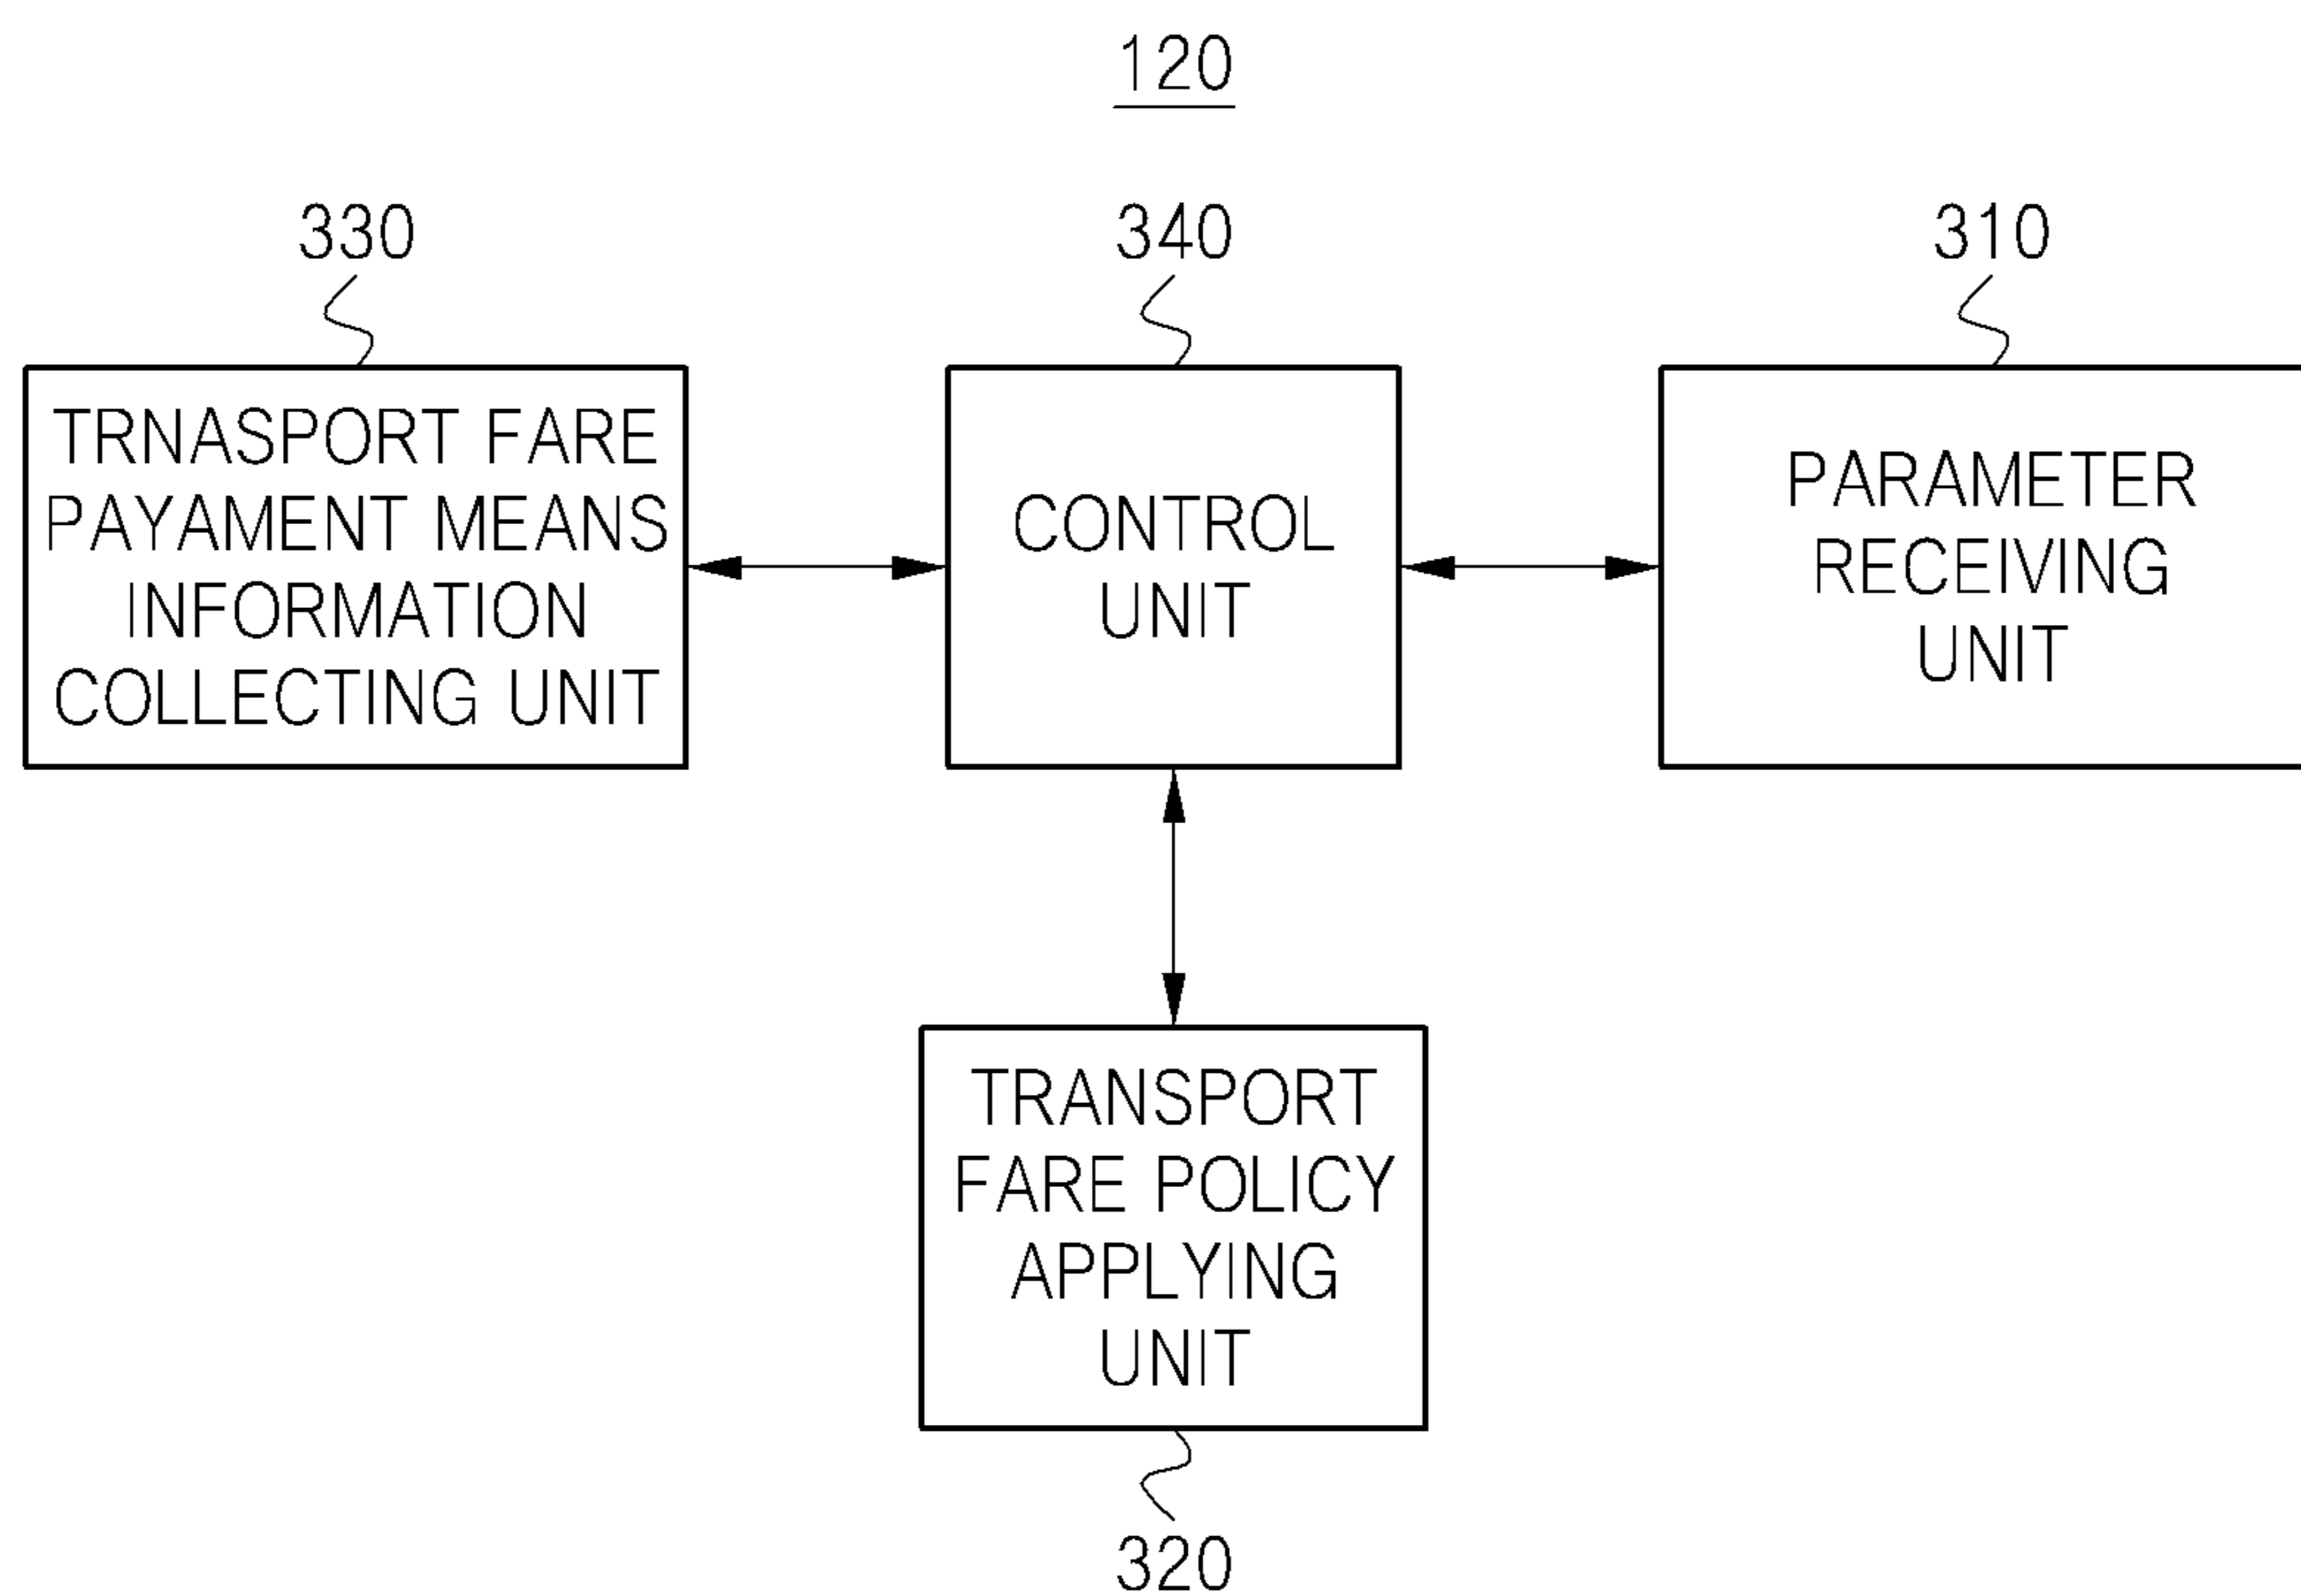 120
330
340
310
TRNASPORT FARE
PAYAMENT MEANS
INFORMATION
COLLECTING UNIT
CONTROL
UNIT
PARAMETER
RECEIVING
UNIT
TRANSPORT
FARE POLICY
APPLYING
UNIT
320